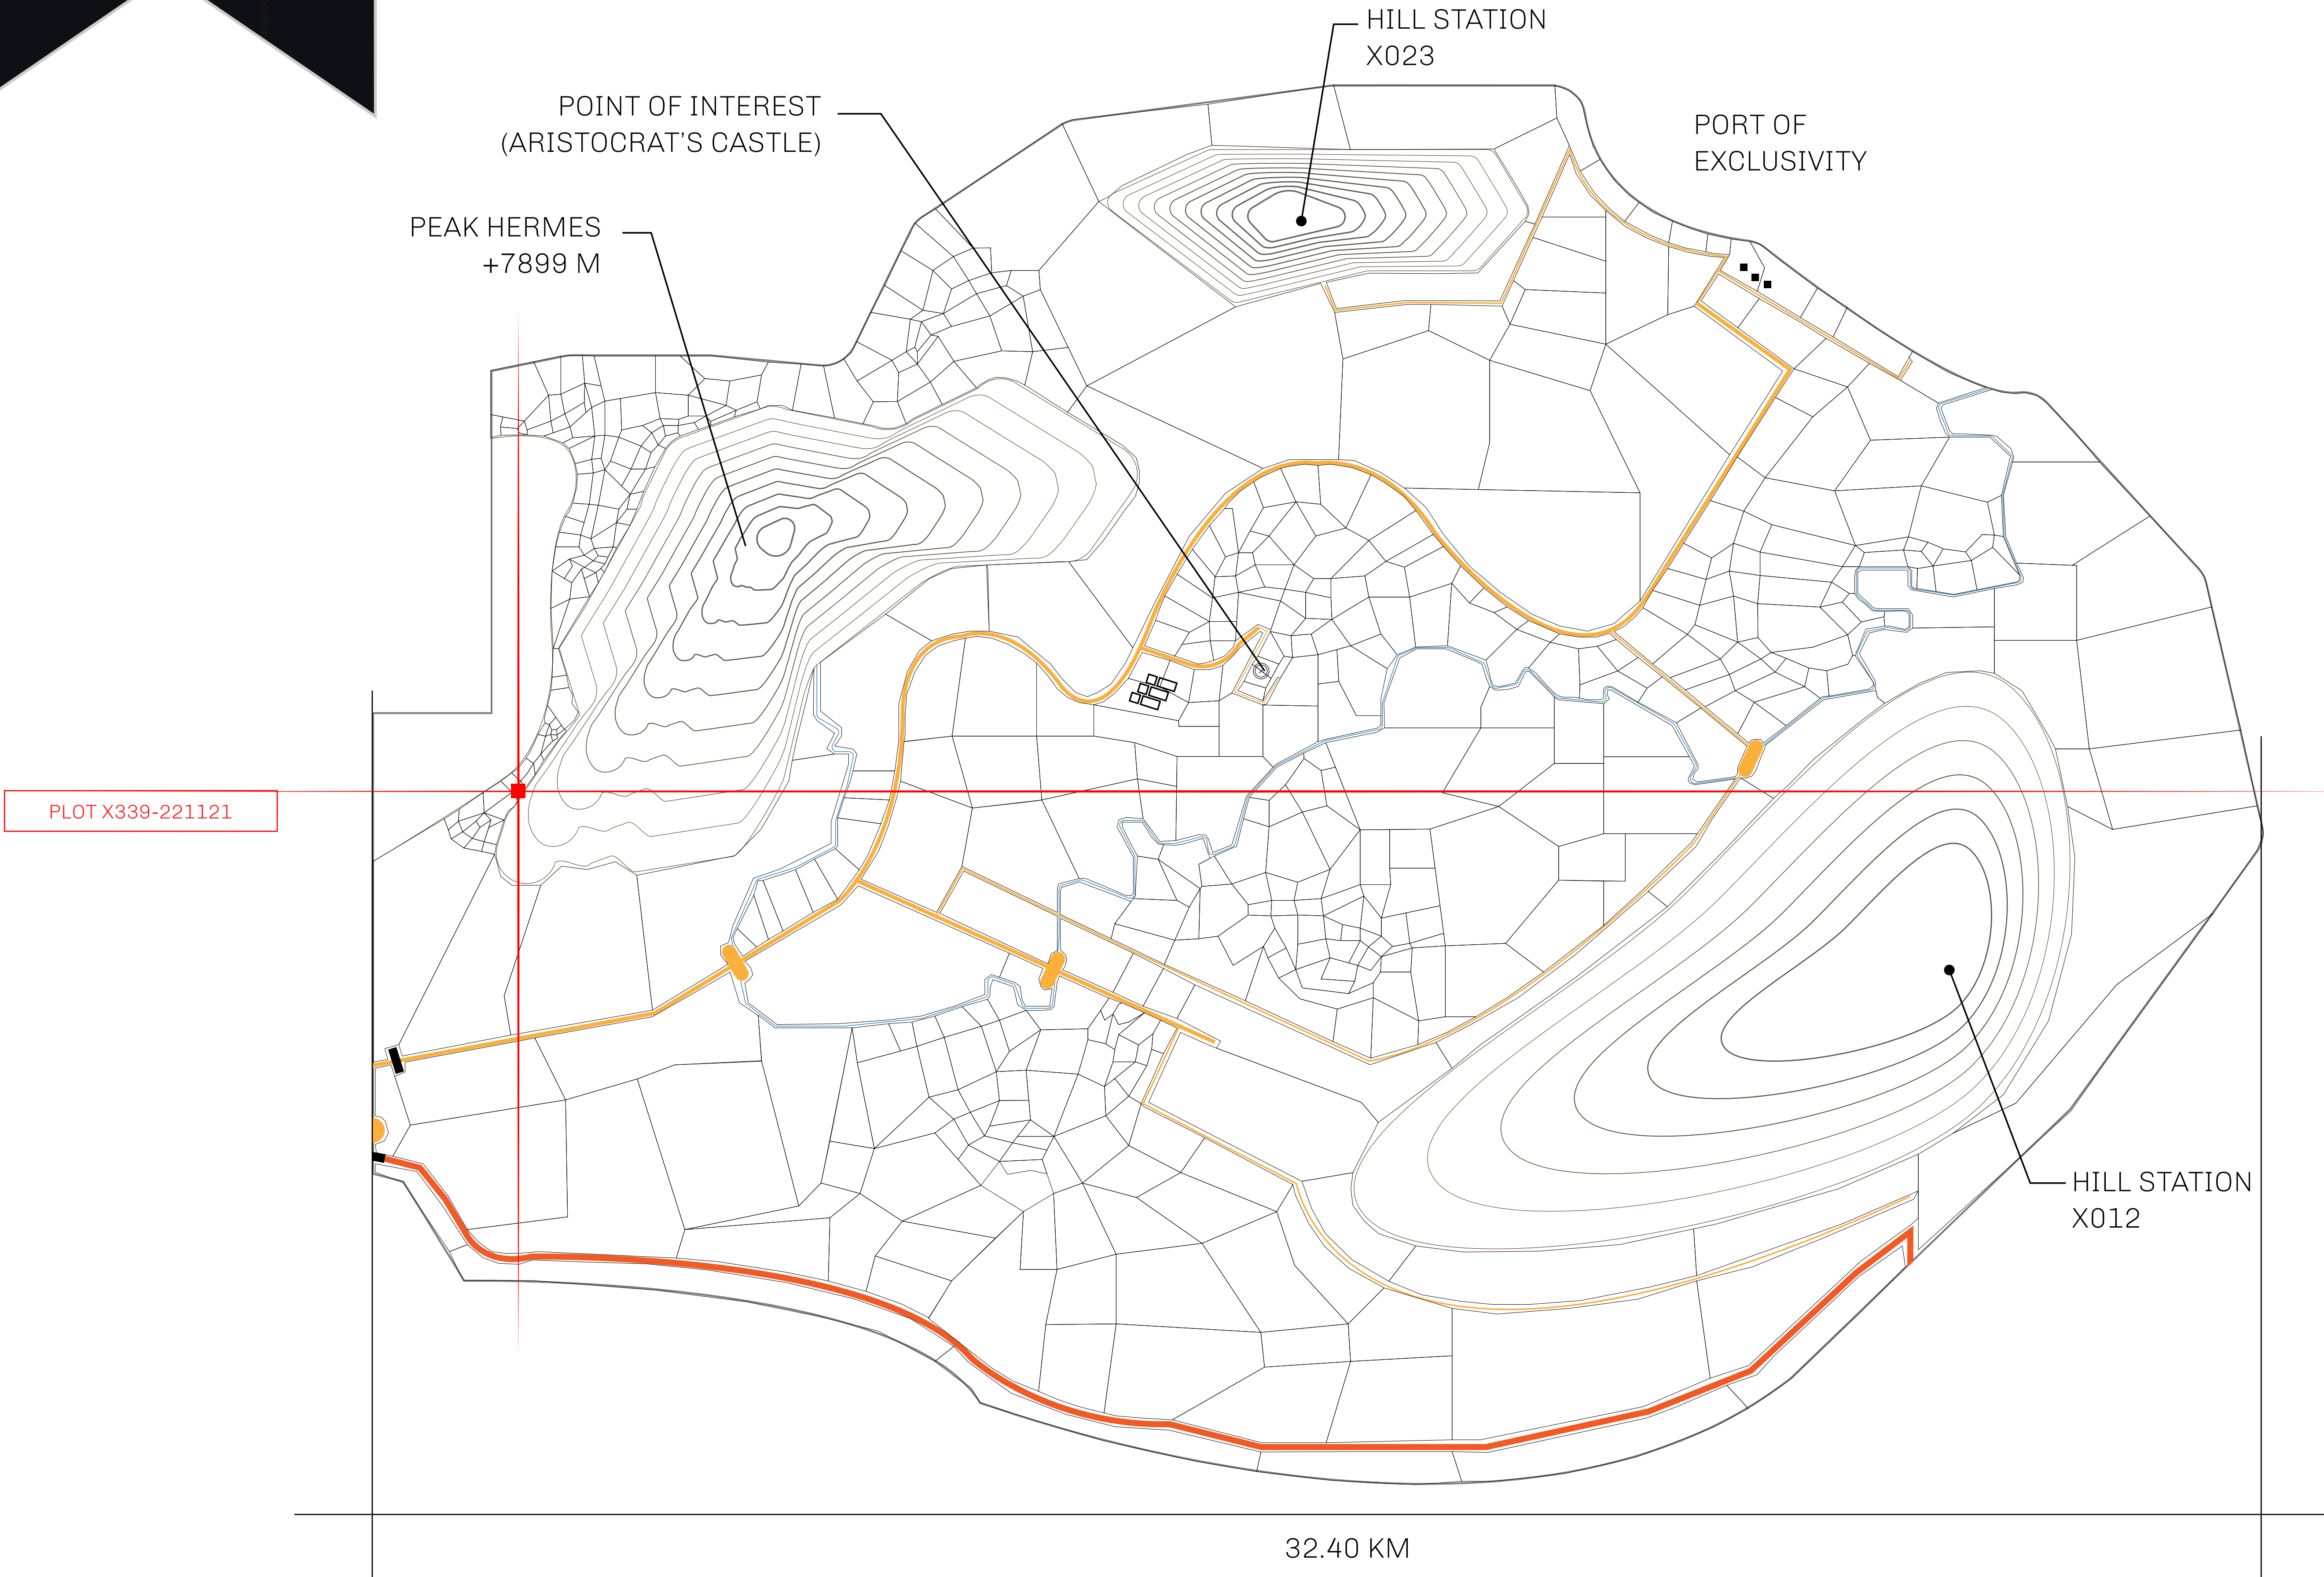 HILL STATION
X023
POINT OF INTEREST
(ARISTOCRAT'S CASTLE)
PORT OF
EXCLUSIVITY
PEAK HERMES
+7899 M
PLOT X339-221121
HILL STATION
X012
32.40 KM